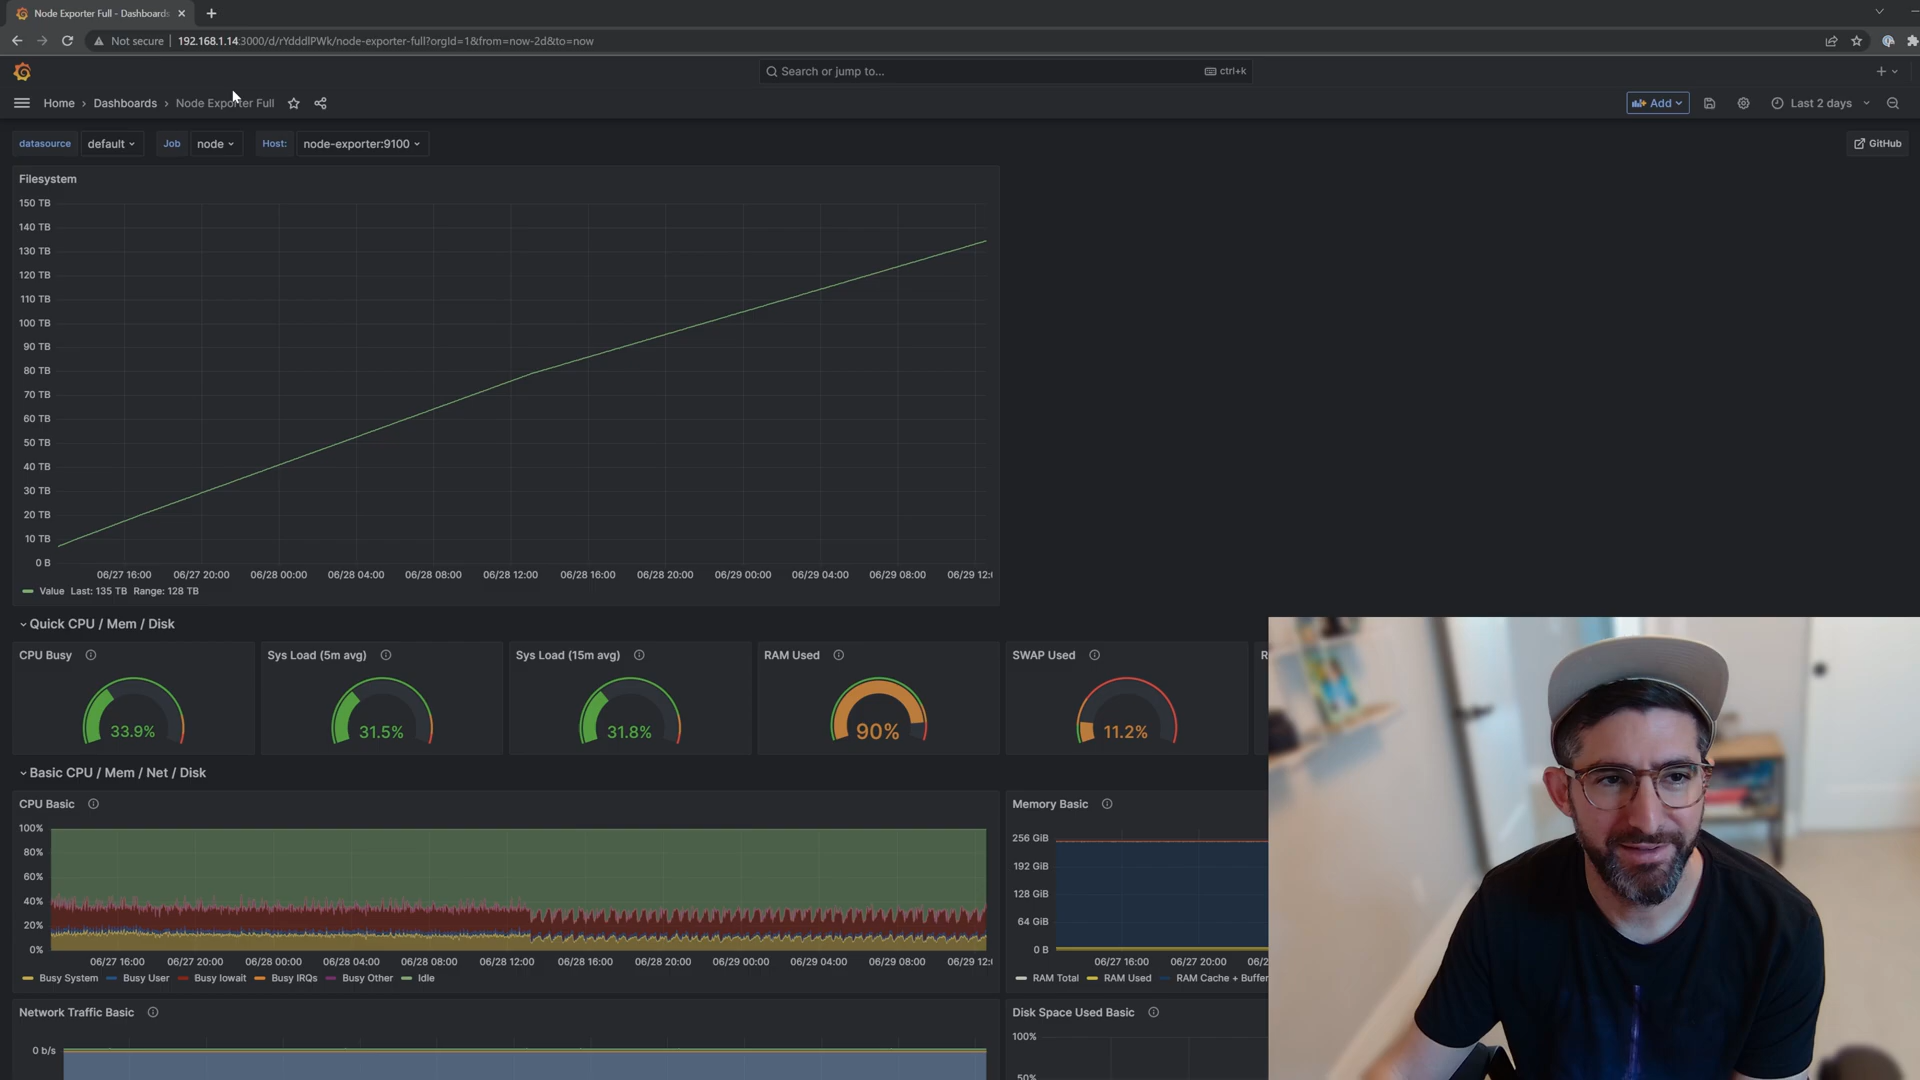 Node Exporter Full - Dashboards
Not secure 192.168.1.14:3000/d/rYdddlPWk/node-exporter-full?orgId=1&from=now-2d&to=now
Search or jump to... ctrl+k
Home › Dashboards › Node Exporter Full
Add
Last 2 days
datasource default Job node Host: node-exporter:9100
GitHub
Filesystem
150 TB
140 TB
130 TB
120 TB
110 TB
100 TB
90 TB
80 TB
70 TB
60 TB
50 TB
40 TB
30 TB
20 TB
10 TB
0 B
06/27 16:00 06/27 20:00 06/28 00:00 06/28 04:00 06/28 08:00 06/28 12:00 06/28 16:00 06/28 20:00 06/29 00:00 06/29 04:00 06/29 08:00 06/29 12:
Value Last: 135 TB Range: 128 TB
Quick CPU / Mem / Disk
CPU Busy
33.9%
Sys Load (5m avg)
31.5%
Sys Load (15m avg)
31.8%
RAM Used
90%
SWAP Used
11.2%
R
Basic CPU / Mem / Net / Disk
CPU Basic
100%
80%
60%
40%
20%
0%
06/27 16:00 06/27 20:00 06/28 00:00 06/28 04:00 06/28 08:00 06/28 12:00 06/28 16:00 06/28 20:00 06/29 00:00 06/29 04:00 06/29 08:00 06/29 12:
Busy System Busy User Busy Iowait Busy IRQs Busy Other Idle
Memory Basic
256 GiB
192 GiB
128 GiB
64 GiB
0 B
06/27 16:00 06/27 20:00 06/2
RAM Total RAM Used RAM Cache + Buffer
Network Traffic Basic
0 b/s
Disk Space Used Basic
100%
50%